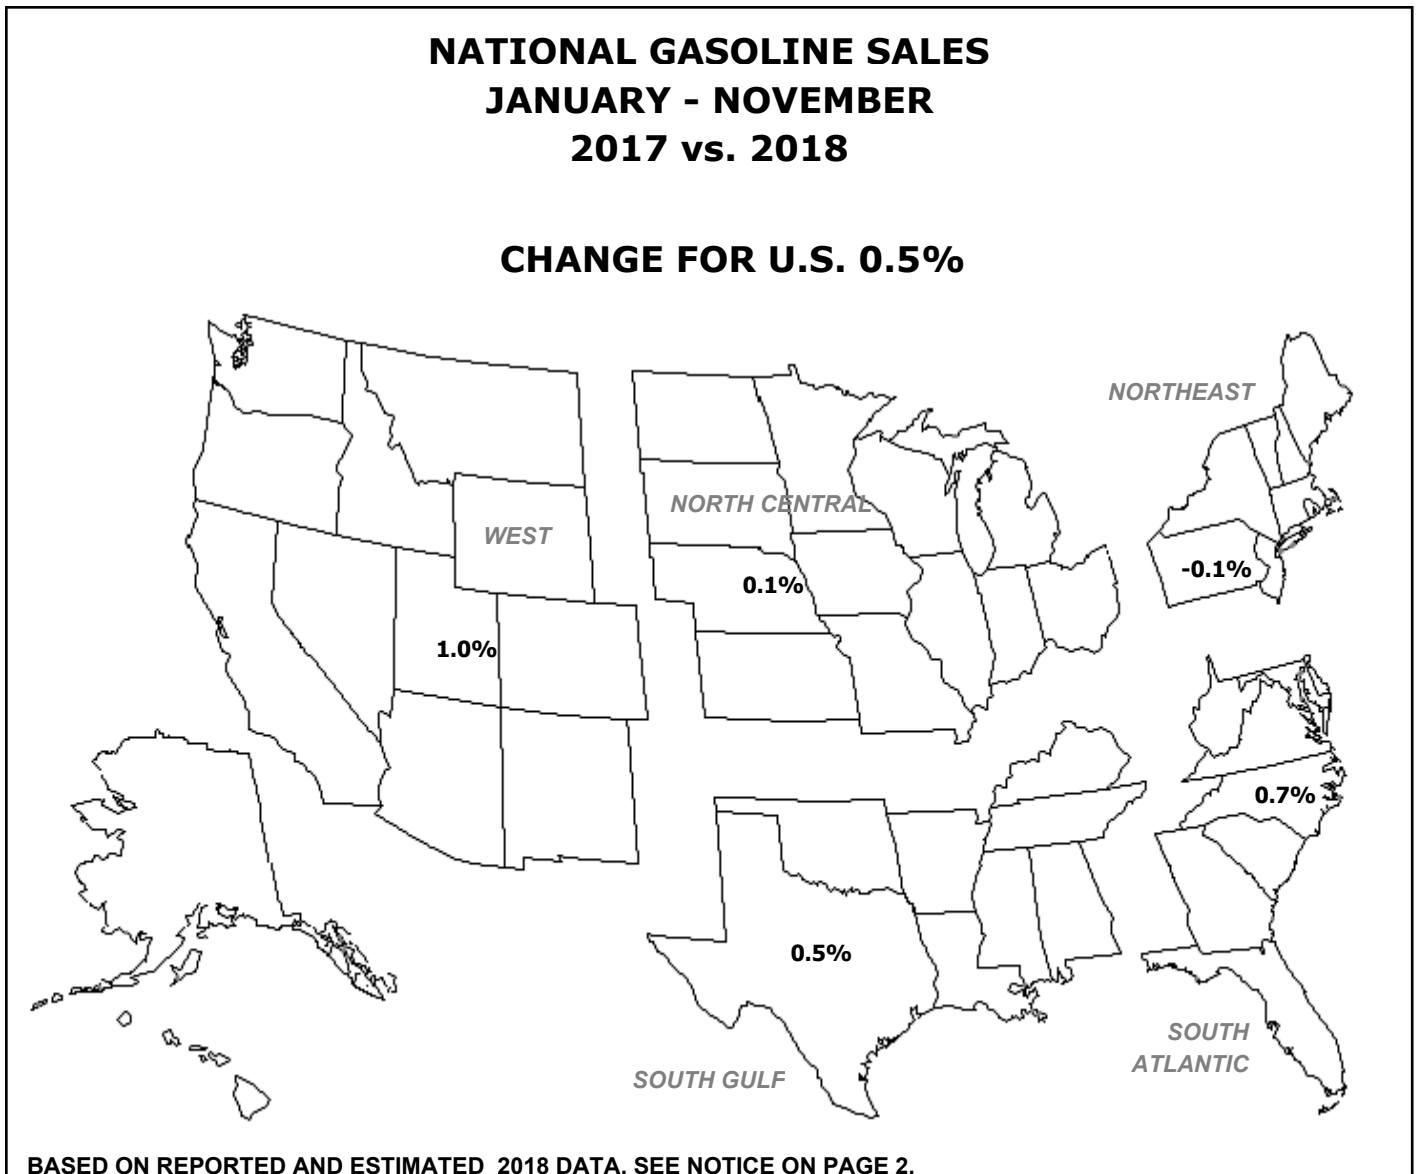 NATIONAL GASOLINE SALES
JANUARY - NOVEMBER
2017 vs. 2018
CHANGE FOR U.S. 0.5%
NORTHEAST
NORTH CENTRAL
WEST
-0.1%
0.1%
1.0%
0.7%
0.5%
SOUTH
ATLANTIC
SOUTH GULF
BASED ON REPORTED AND ESTIMATED  2018 DATA. SEE NOTICE ON PAGE 2.